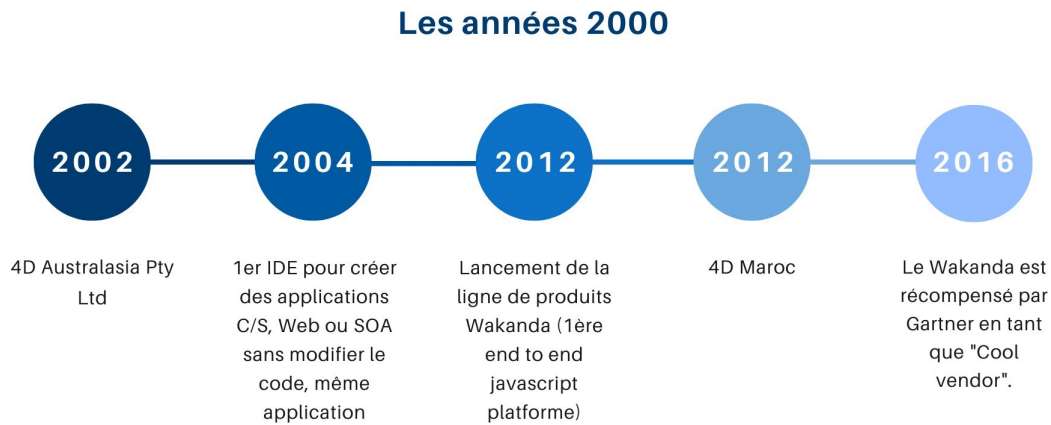 Les années 2000
2002
2004
2012
2012
2016
4D Australasia Pty
Ltd
1er IDE pour créer
des applications
C/S, Web ou SOA
sans modifier le
code, même
application
Lancement de la
ligne de produits
Wakanda (1ère
end to end
javascript
platforme)
4D Maroc
Le Wakanda est
récompensé par
Gartner en tant
que "Cool
vendor".